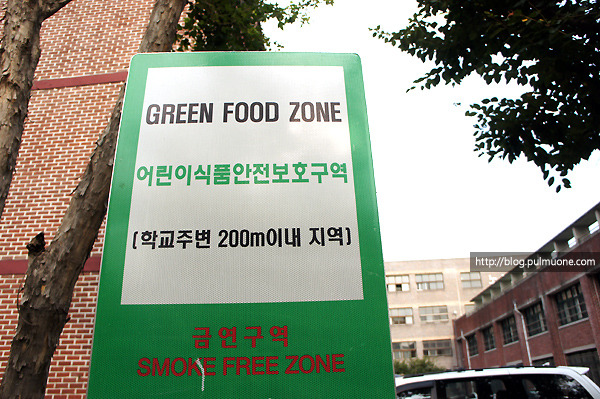 GREEN FOOD ZONE
어린이식품안전보호구역
(학교주변 200m이내 지역)
http://blog.pulmuone.com
금연구역
SMOKE FREE ZONE